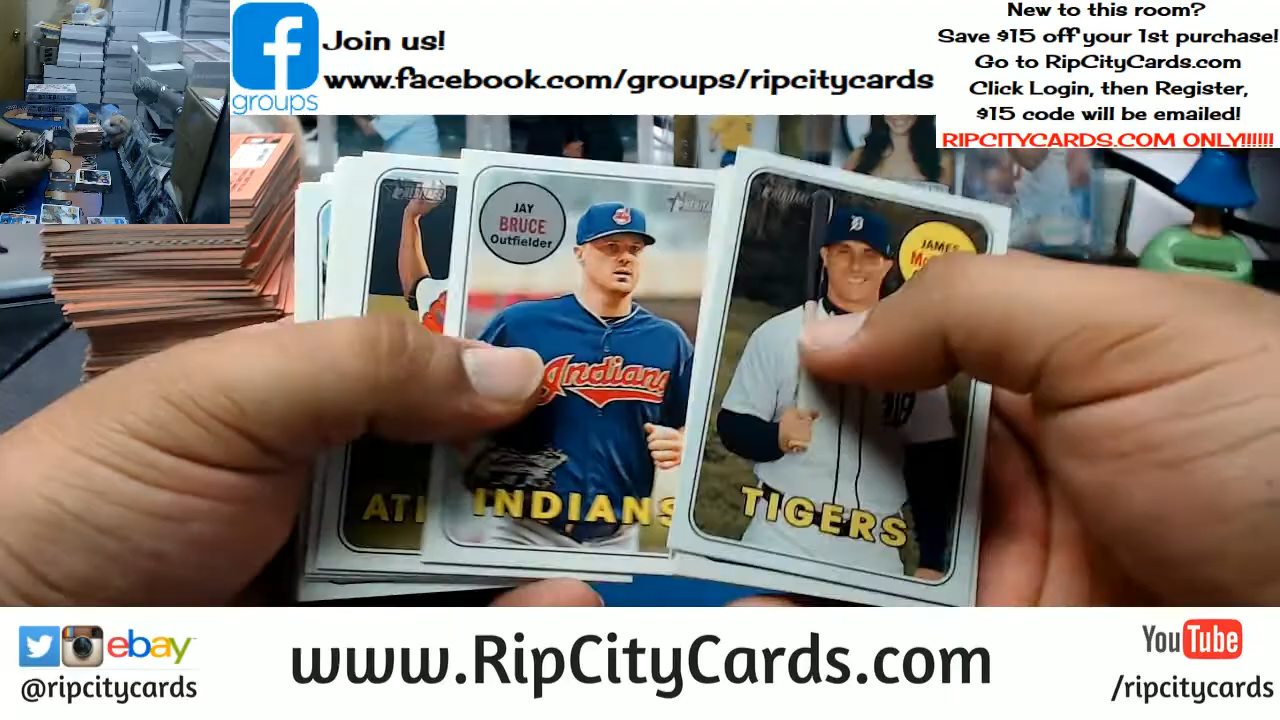 groups
Join us!
www.facebook.com/groups/ripcitycards
New to this room?
Save $15 off your 1st purchase!
Go to RipCityCards.com
Click Login, then Register,
$15 code will be emailed!
RIPCITYCARDS.COM ONLY!!!!!!
JAY
BRUCE
Outfielder
Indians
INDIANS
JAMES
D
TIGERS
ebay
@ripcitycards
www.RipCityCards.com
YouTube
/ripcitycards